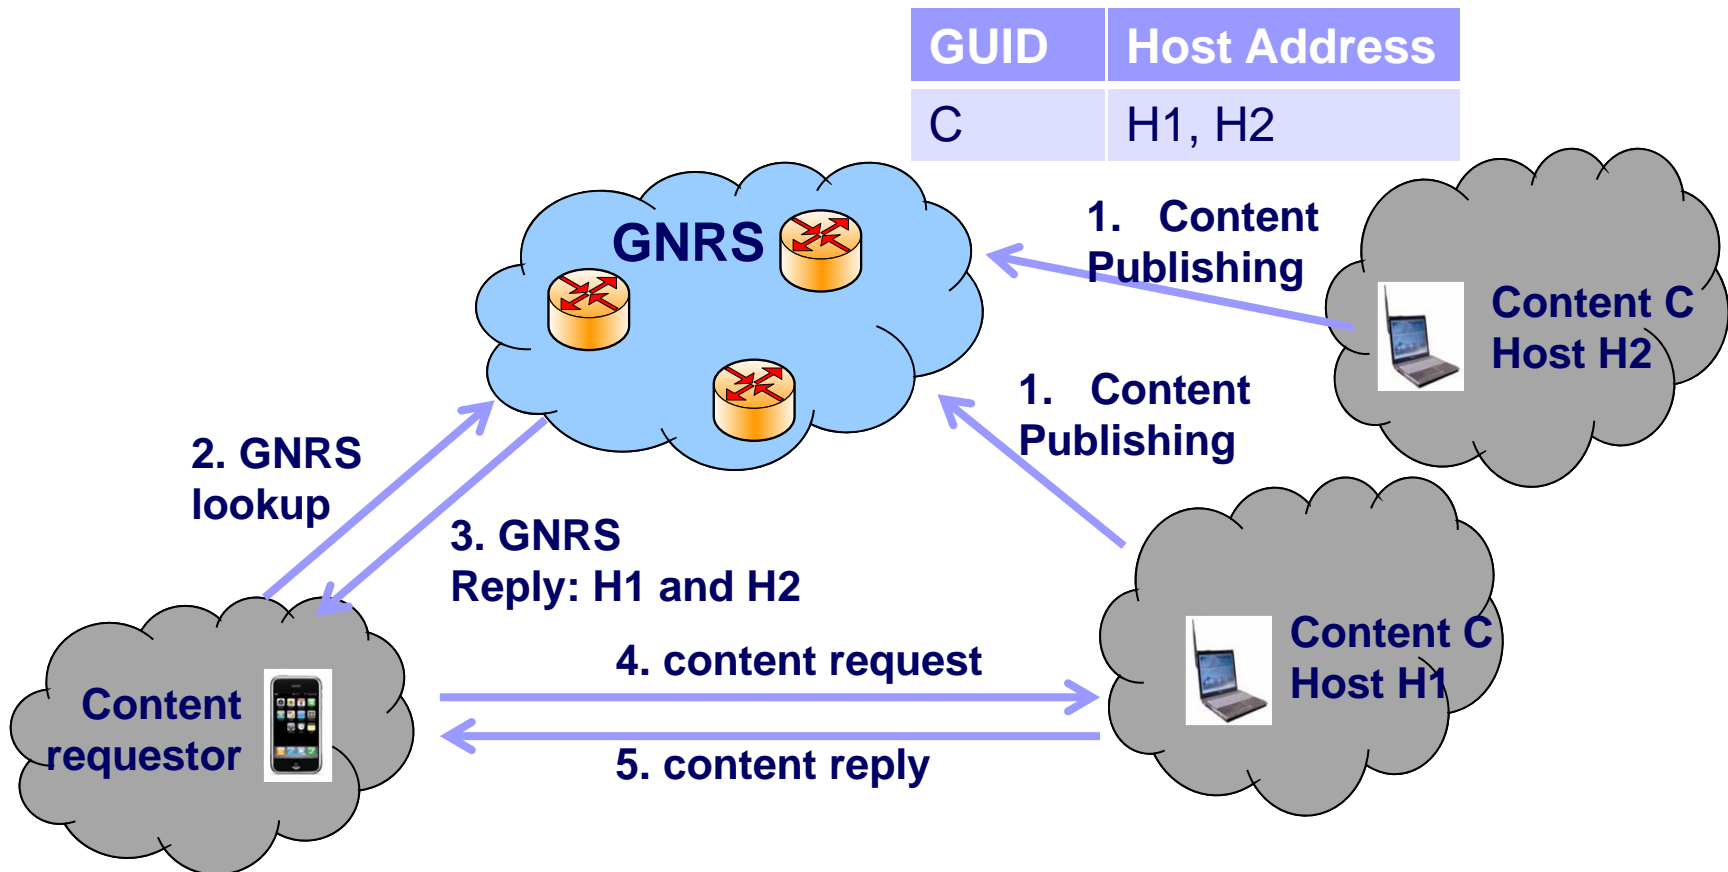 GUID Host Address
C H1, H2
GNRS
1. Content
Publishing
Content C
Host H2
1. Content
Publishing
2. GNRS
lookup
3. GNRS
Reply: H1 and H2
4. content request
Content C
Host H1
Content
requestor
5. content reply